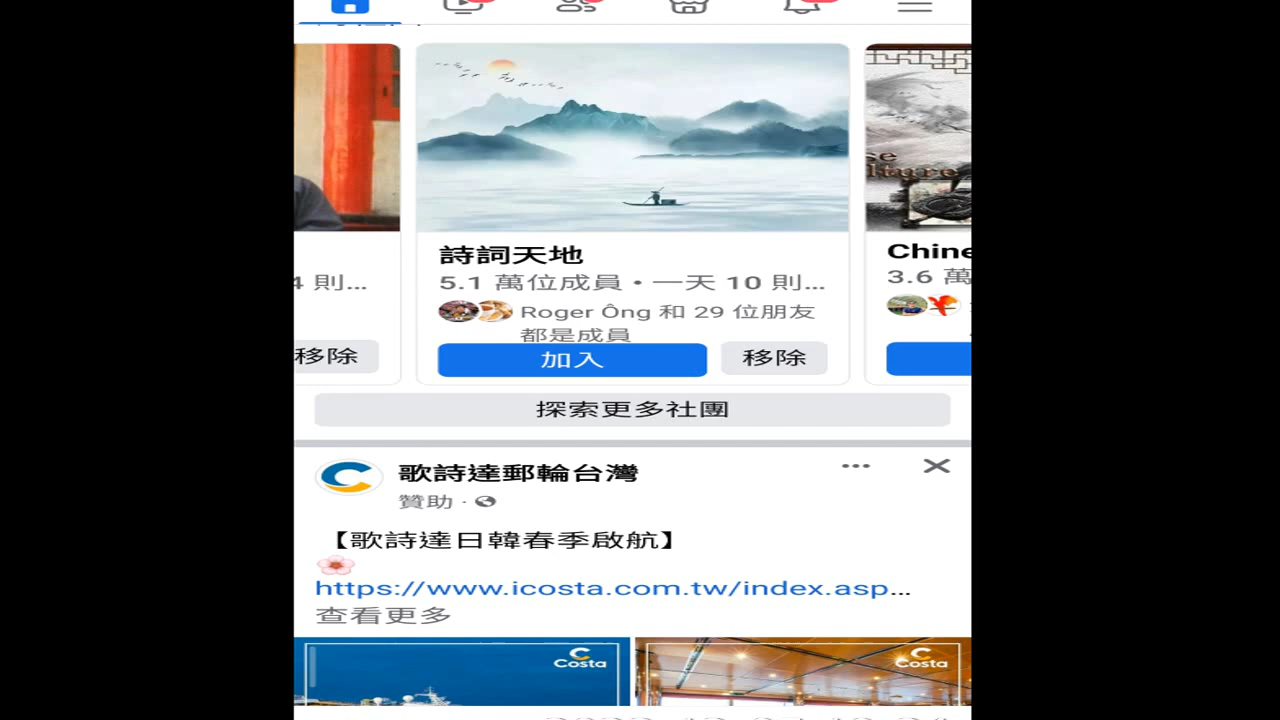 詩詞天地
5.1 萬位成員 • 一天 10 則...
Roger Ông 和 29 位朋友
都是成員
加入
移除
4 則...
移除
se
lture
Chine
3.6 萬
探索更多社團
歌詩達郵輪台灣
贊助 ·
【歌詩達日韓春季啟航】
🌸
https://www.icosta.com.tw/index.asp...
查看更多
Costa
Costa